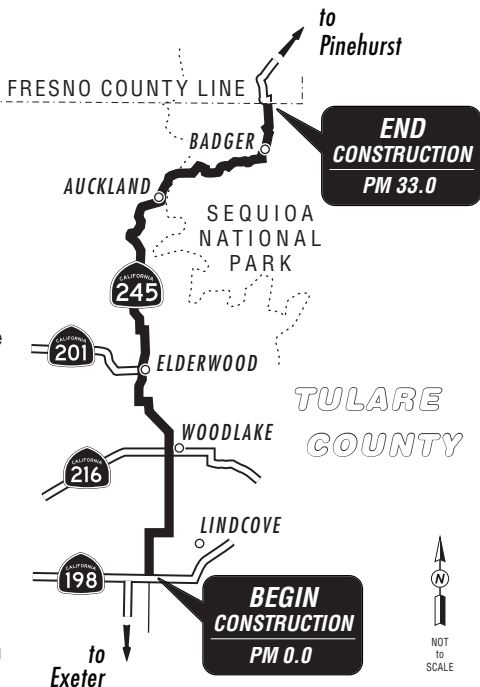 to
Pinehurst
FRESNO COUNTY LINE
END
CONSTRUCTION
PM 33.0
BADGER
AUCKLAND
SEQUIOA
NATIONAL
PARK
CALIFORNIA
245
CALIFORNIA
201
ELDERWOOD
TULARE
COUNTY
WOODLAKE
CALIFORNIA
216
LINDCOVE
CALIFORNIA
198
BEGIN
CONSTRUCTION
PM 0.0
N
NOT
to
SCALE
to
Exeter